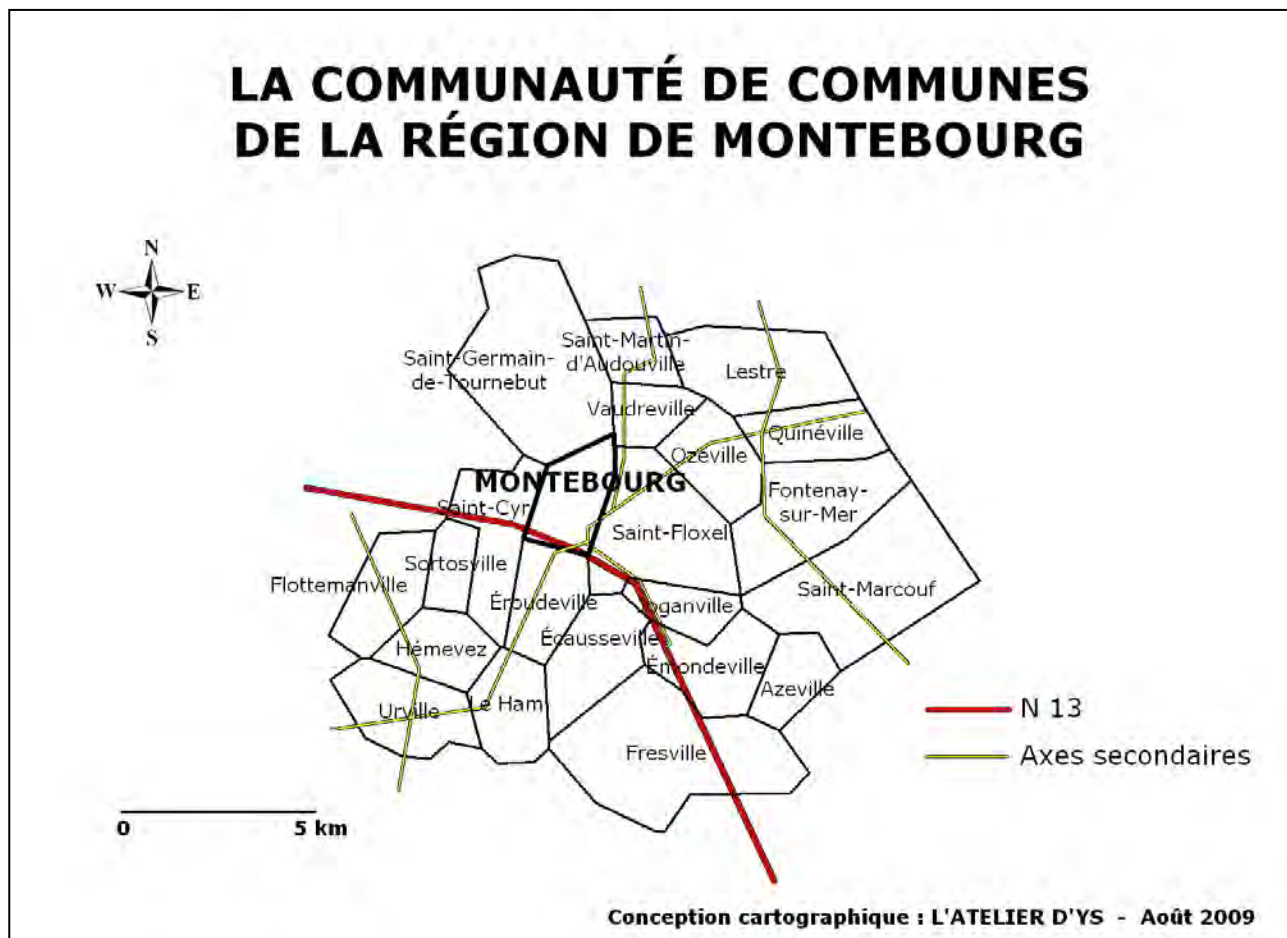 LA COMMUNAUTÉ DE COMMUNES
DE LA RÉGION DE MONTEBOURG
N
W
E
S
Saint-Martin-
d'Audouville
Saint-Germain-
de-Tournebut
Lestre
Vaudreville
Quinéville
Ozéville
MONTEBOURG
Fontenay-
sur-Mer
Saint-Cyr
Saint-Floxel
Sortosville
Flottemanville
Saint-Marcouf
Éroudeville
Joganville
Écausseville
Hémevez
Émondeville
Azeville
Le Ham
Urville
Fresville
N 13
Axes secondaires
0
5 km
Conception cartographique : L'ATELIER D'YS - Août 2009